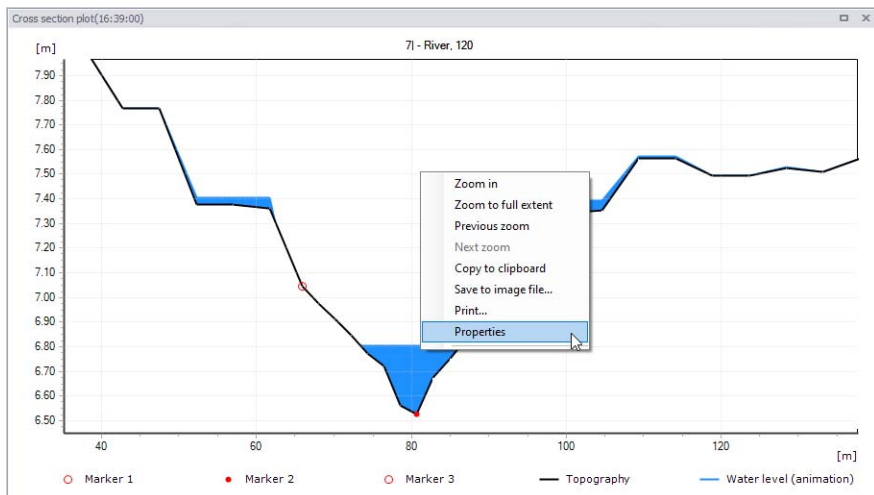 Cross section plot(16:39:00)
7| - River, 120
[m]
7.90
7.80
7.70
7.60
7.50
7.40
7.30
7.20
7.10
7.00
6.90
6.80
6.70
6.60
6.50
Zoom in
Zoom to full extent
Previous zoom
Next zoom
Copy to clipboard
Save to image file...
Print...
Properties
40 60 80 100 120
[m]
Marker 1 Marker 2 Marker 3 Topography Water level (animation)